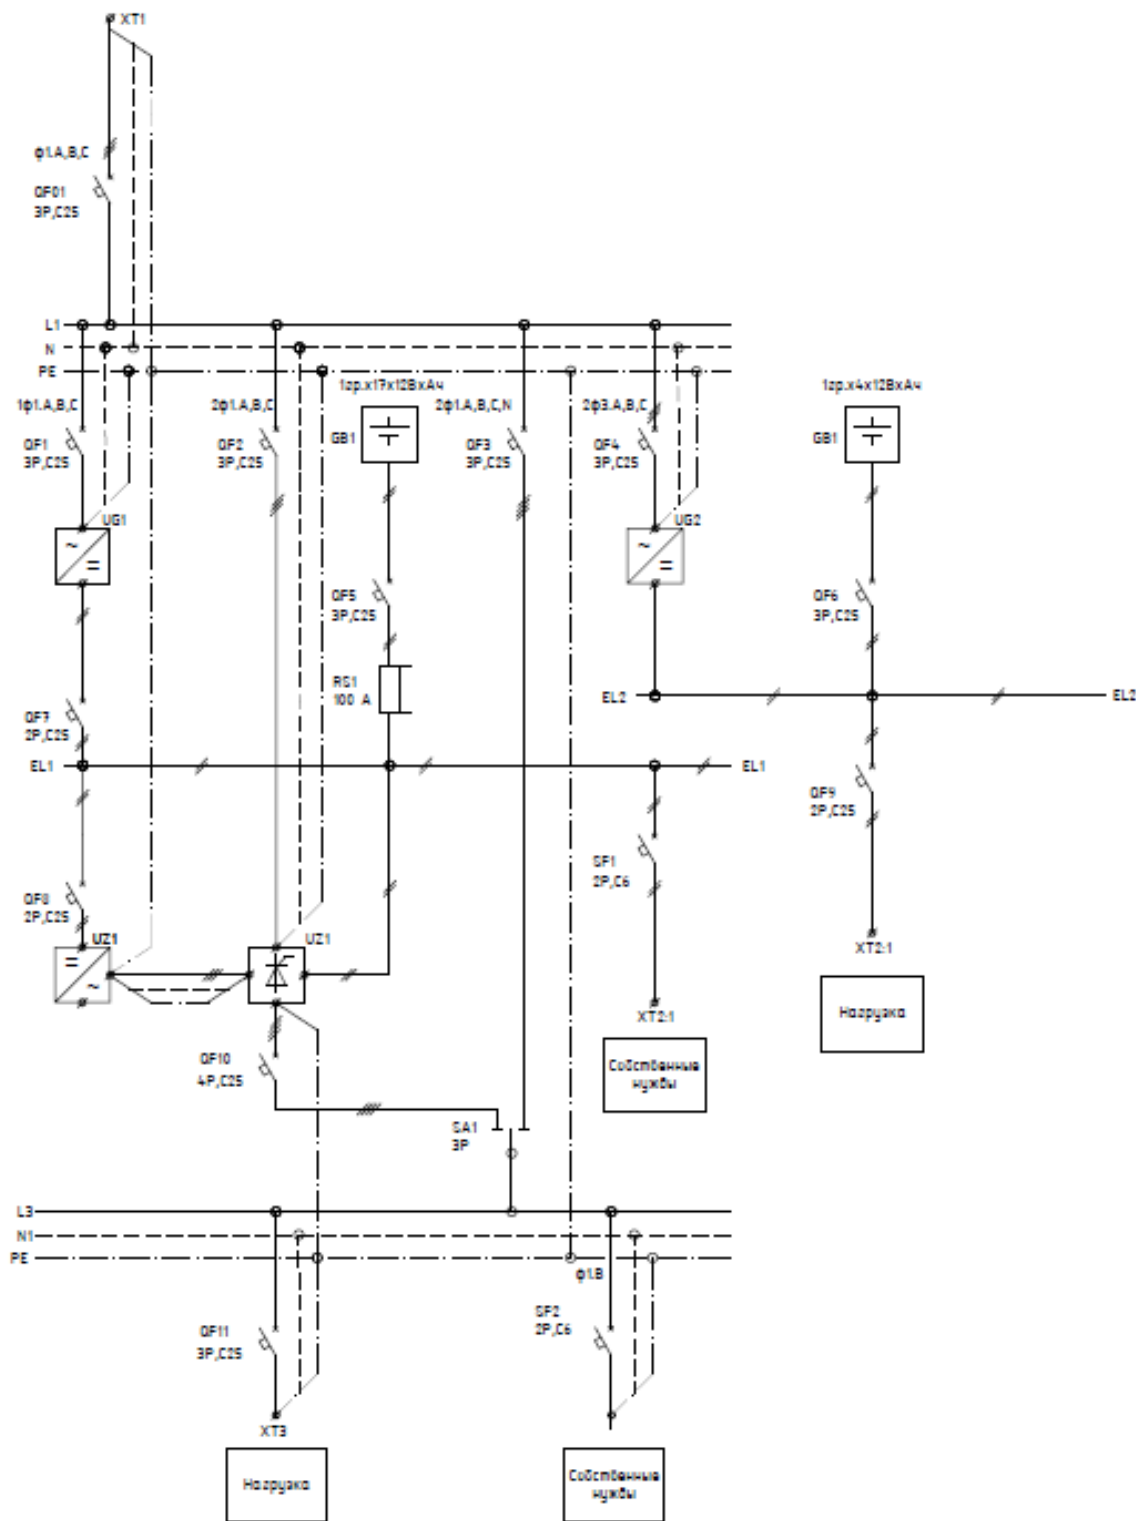 XT1
ф1.A,B,C
QF01
3P,C25
L1
N
PE
1ф1.A,B,C
2ф1.A,B,C
1гр.х17х12ВхАч
2ф1.A,B,C,N
2ф3.A,B,C
1гр.х4х12ВхАч
QF1
3P,C25
QF2
3P,C25
GB1
QF3
3P,C25
QF4
3P,C25
GB1
UG1
~
=
UG2
~
=
QF5
3P,C25
QF6
3P,C25
RS1
100 A
EL2
EL2
QF7
2P,C25
EL1
EL1
QF9
2P,C25
SF1
2P,C6
QF8
2P,C25
UZ1
=
~
UZ1
XT2:1
Нагрузка
XT2:1
Собственные
нужды
QF10
4P,C25
SA1
3P
L3
N1
PE
ф1.B
QF11
3P,C25
SF2
2P,C6
XT3
Нагрузка
Собственные
нужды